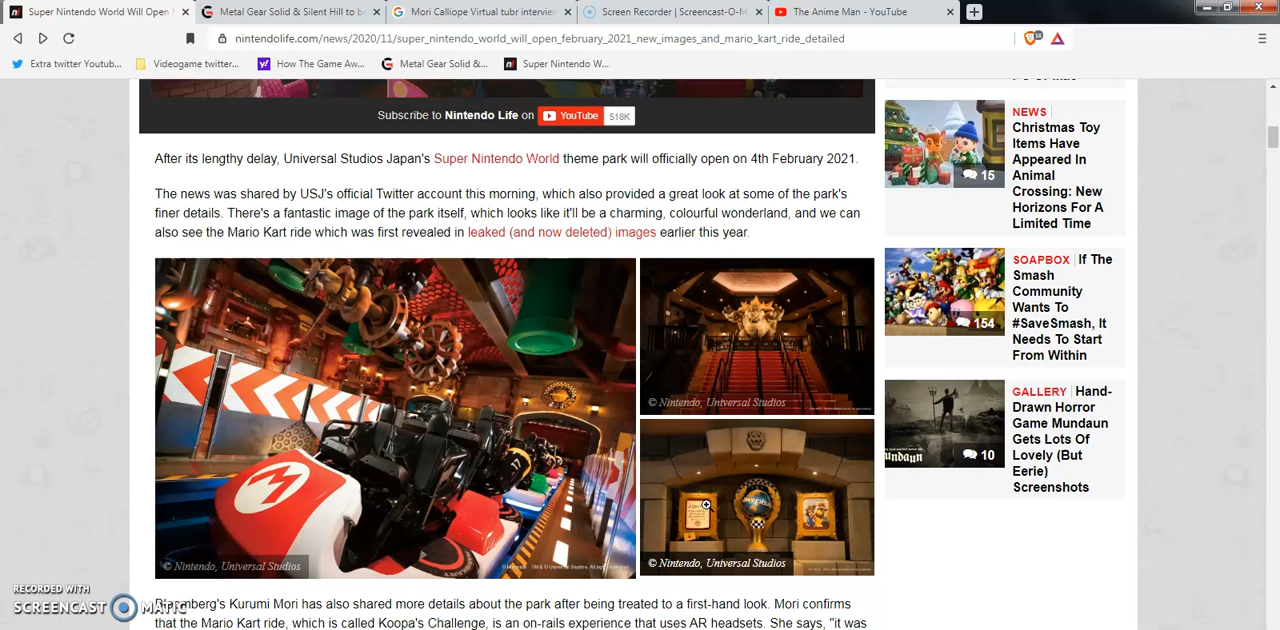 Super Nintendo World Will Open F
Metal Gear Solid & Silent Hill to b
Mori Calliope Virtual tubr interview
Screen Recorder | Screencast-O-M
The Anime Man - YouTube
nintendolife.com/news/2020/11/super_nintendo_world_will_open_february_2021_new_images_and_mario_kart_ride_detailed
18
Extra twitter Youtub...
Videogame twitter...
How The Game Aw...
Metal Gear Solid &...
Super Nintendo W...
Subscribe to Nintendo Life on YouTube 518K
After its lengthy delay, Universal Studios Japan's Super Nintendo World theme park will officially open on 4th February 2021.
The news was shared by USJ's official Twitter account this morning, which also provided a great look at some of the park's
finer details. There's a fantastic image of the park itself, which looks like it'll be a charming, colourful wonderland, and we can
also see the Mario Kart ride which was first revealed in leaked (and now deleted) images earlier this year.
M
© Nintendo, Universal Studios
© Nintendo, Universal Studios
© Nintendo, Universal Studios
Kurumi Mori has also shared more details about the park after being treated to a first-hand look. Mori confirms
that the Mario Kart ride, which is called Koopa's Challenge, is an on-rails experience that uses AR headsets. She says, "it was
NEWS
Christmas Toy
Items Have
Appeared In
Animal
Crossing: New
Horizons For A
Limited Time
15
SOAPBOX If The
Smash
Community
Wants To
#SaveSmash, It
Needs To Start
From Within
154
GALLERY Hand-
Drawn Horror
Game Mundaun
Gets Lots Of
Lovely (But
Eerie)
Screenshots
10
RECORDED WITH
SCREENCAST MATIC